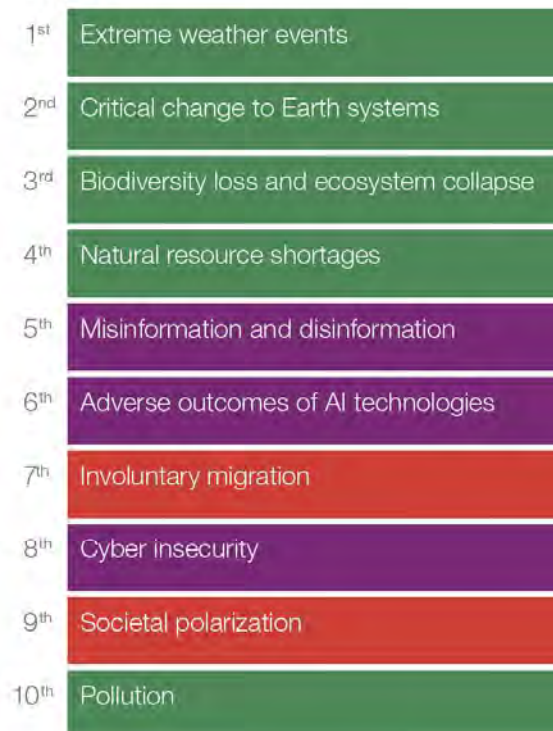 1st Extreme weather events
2nd Critical change to Earth systems
3rd Biodiversity loss and ecosystem collapse
4th Natural resource shortages
5th Misinformation and disinformation
6th Adverse outcomes of AI technologies
7th Involuntary migration
8th Cyber insecurity
9th Societal polarization
10th Pollution